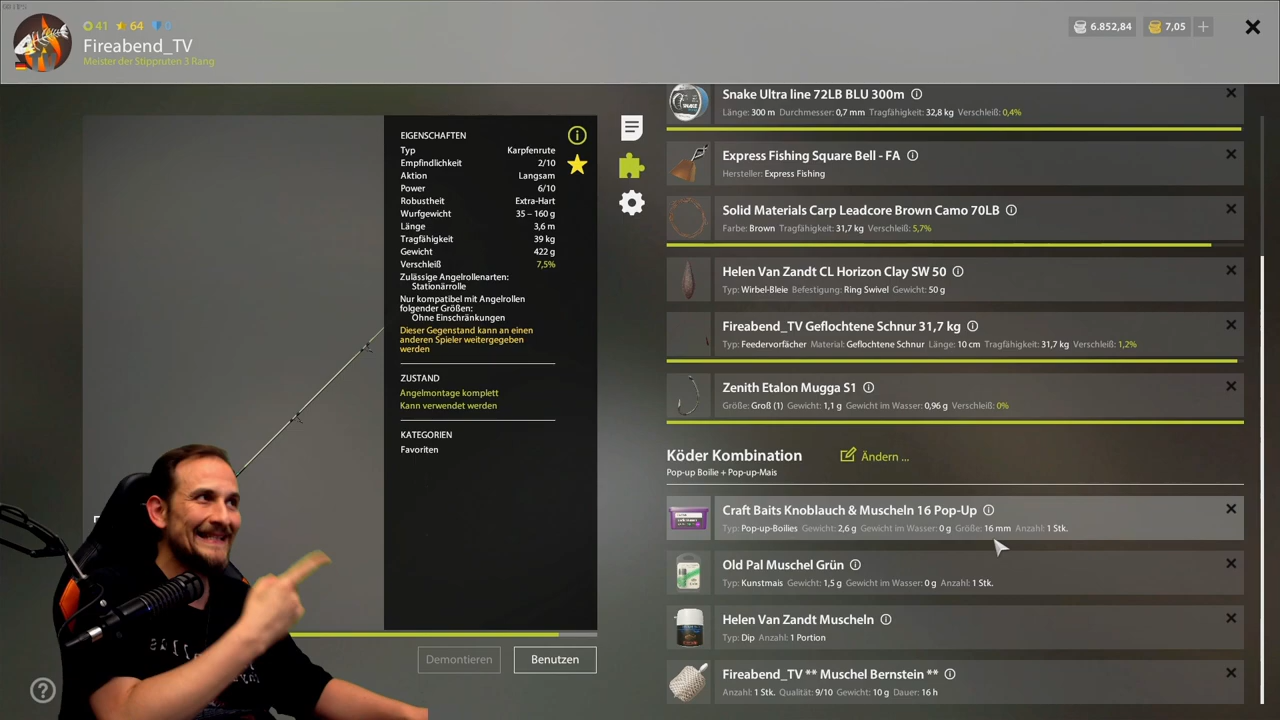 41 64
6.852,84
7,05
Fireabend_TV
Meister der Stippruten 3 Rang
EIGENSCHAFTEN
Typ Karpfenrute
Empfindlichkeit 2/10
Aktion Langsam
Power 6/10
Robustheit Extra-Hart
Wurfgewicht 35 – 160 g
Länge 3,6 m
Tragfähigkeit 39 kg
Gewicht 422 g
Verschleiß 7,5%
Zulässige Angelrollenarten:
Stationärrolle
Nur kompatibel mit Angelrollen
folgender Größen:
Ohne Einschränkungen
Dieser Gegenstand kann an einen
anderen Spieler weitergegeben
werden
ZUSTAND
Angelmontage komplett
Kann verwendet werden
KATEGORIEN
Favoriten
Demontieren
Benutzen
Snake Ultra line 72LB BLU 300m
Länge: 300 m Durchmesser: 0,7 mm Tragfähigkeit: 32,8 kg Verschleiß: 0,4%
Express Fishing Square Bell - FA
Hersteller: Express Fishing
Solid Materials Carp Leadcore Brown Camo 70LB
Farbe: Brown Tragfähigkeit: 31,7 kg Verschleiß: 5,7%
Helen Van Zandt CL Horizon Clay SW 50
Typ: Wirbel-Bleie Befestigung: Ring Swivel Gewicht: 50 g
Fireabend_TV Geflochtene Schnur 31,7 kg
Typ: Feedervorfächer Material: Geflochtene Schnur Länge: 10 cm Tragfähigkeit: 31,7 kg Verschleiß: 1,2%
Zenith Etalon Mugga S1
Größe: Groß (1) Gewicht: 1,1 g Gewicht im Wasser: 0,96 g Verschleiß: 0%
Köder Kombination
Ändern ...
Pop-up Boilie + Pop-up-Mais
Craft Baits Knoblauch & Muscheln 16 Pop-Up
Typ: Pop-up-Boilies Gewicht: 2,6 g Gewicht im Wasser: 0 g Größe: 16 mm Anzahl: 1 Stk.
Old Pal Muschel Grün
Typ: Kunstmais Gewicht: 1,5 g Gewicht im Wasser: 0 g Anzahl: 1 Stk.
Helen Van Zandt Muscheln
Typ: Dip Anzahl: 1 Portion
Fireabend_TV ** Muschel Bernstein **
Anzahl: 1 Stk. Qualität: 9/10 Gewicht: 10 g Dauer: 16 h